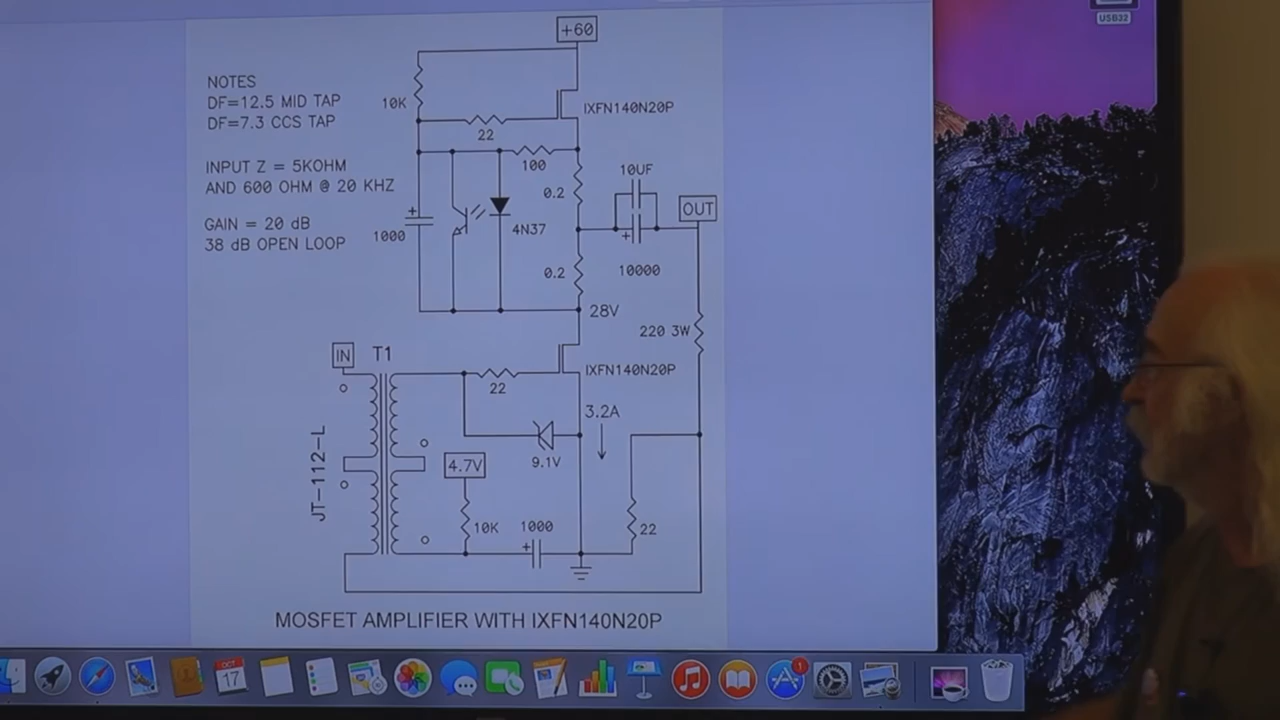 USB32
+60
NOTES
DF=12.5 MID TAP
DF=7.3 CCS TAP
INPUT Z = 5KOHM
AND 600 OHM @ 20 KHZ
GAIN = 20 dB
38 dB OPEN LOOP
10K
IXFN140N20P
22
100
10UF
0.2
OUT
+
1000
4N37
+
0.2
10000
28V
220 3W
IN
T1
IXFN140N20P
22
3.2A
JT-112-L
4.7V
9.1V
10K
1000
+
22
MOSFET AMPLIFIER WITH IXFN140N20P
OCT
17
1